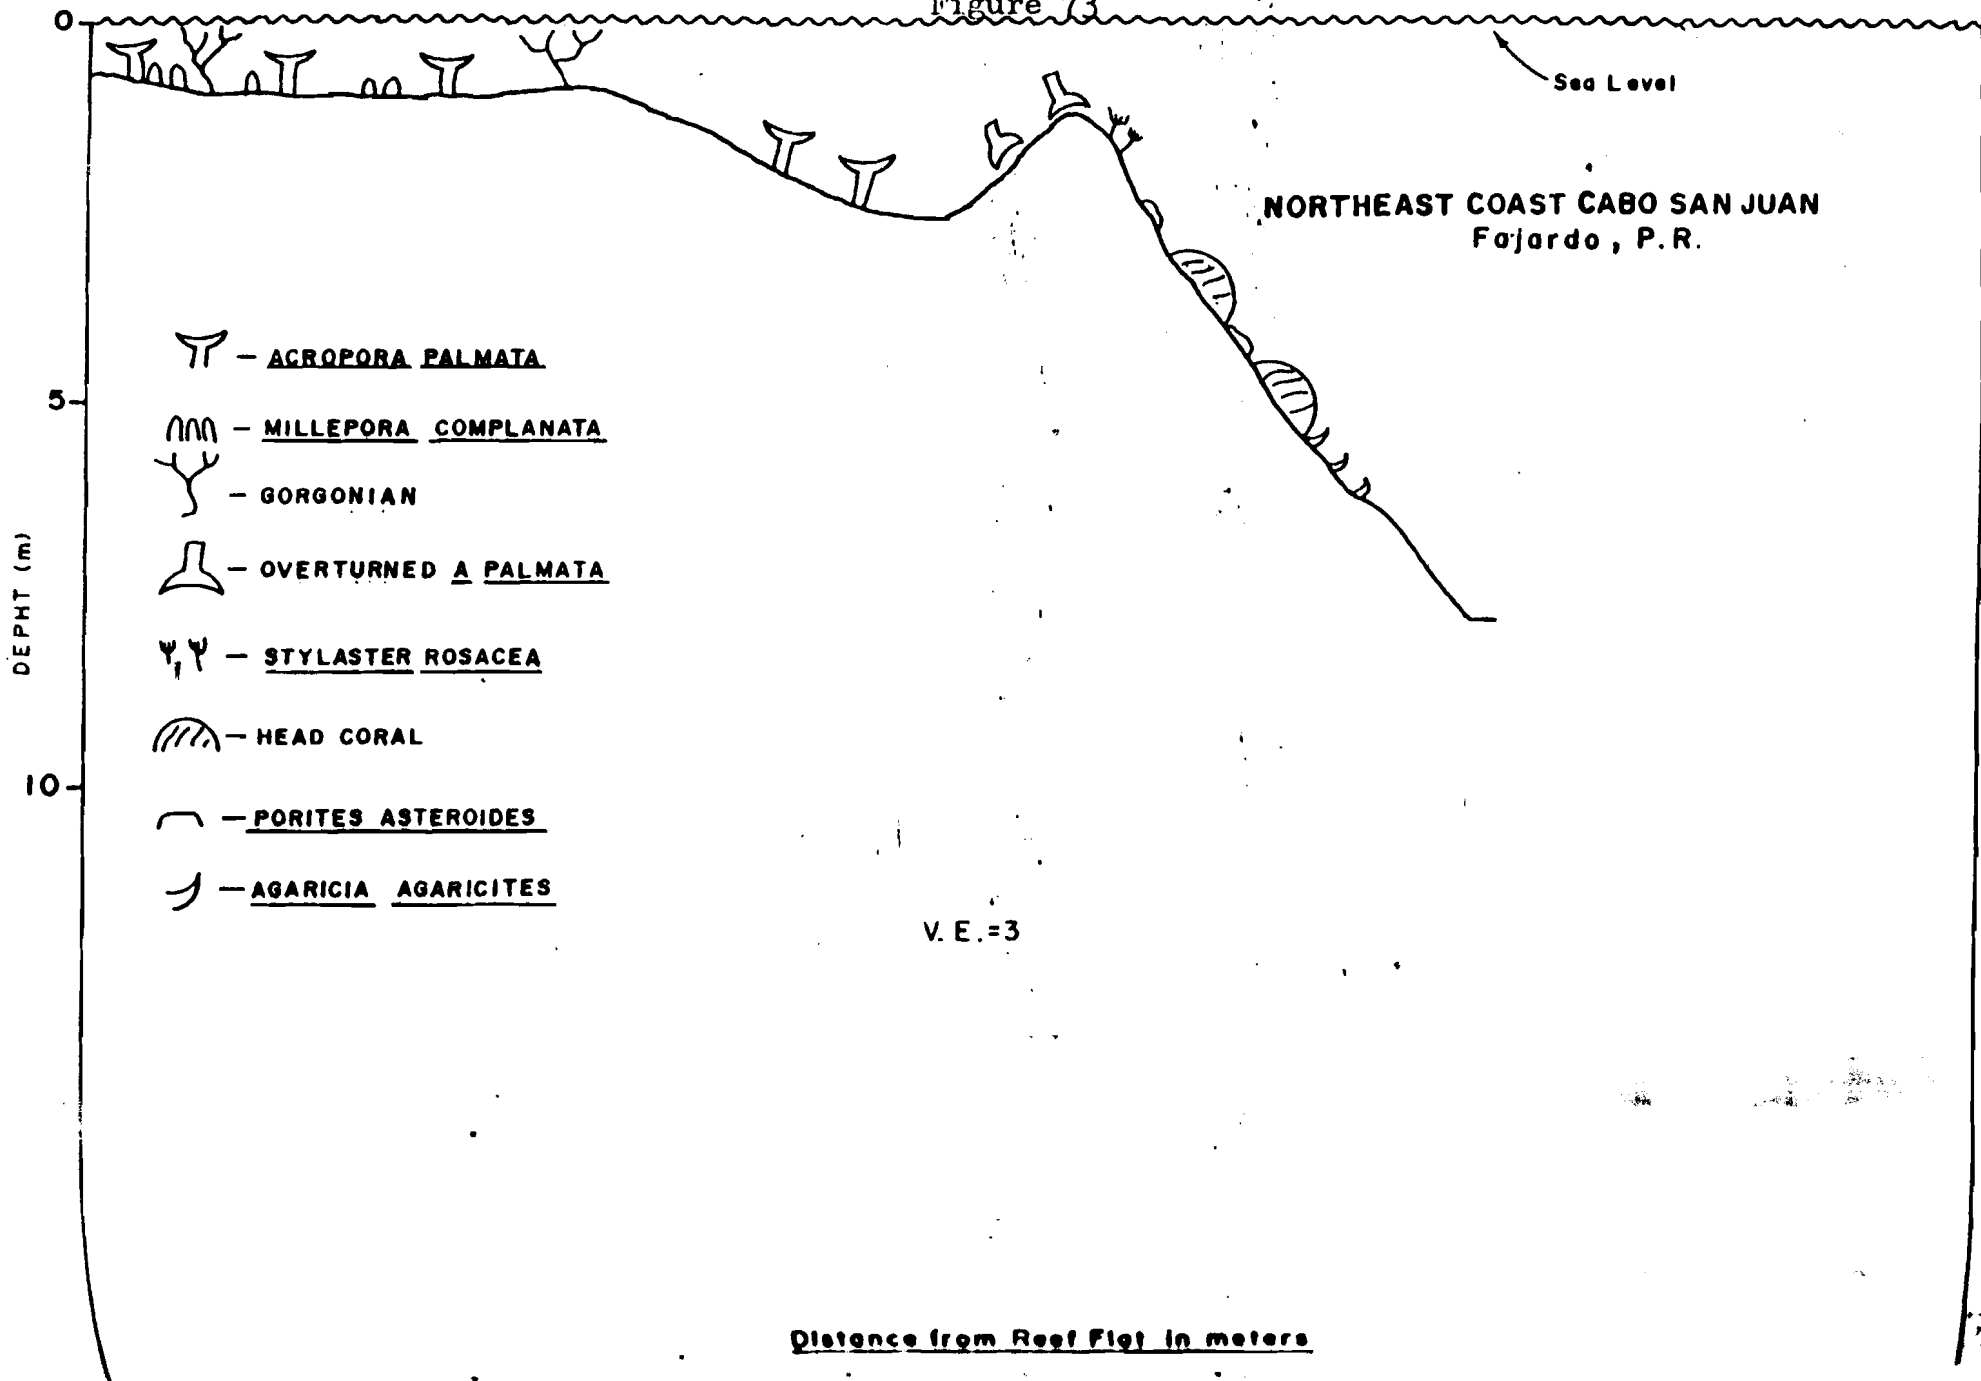 Figure 73
0
Sea Level
NORTHEAST COAST CABO SAN JUAN
Fajardo, P.R.
– ACROPORA PALMATA
5
– MILLEPORA COMPLANATA
– GORGONIAN
DEPHT (m)
– OVERTURNED A PALMATA
– STYLASTER ROSACEA
– HEAD CORAL
10
– PORITES ASTEROIDES
– AGARICIA AGARICITES
V. E.=3
Distance from Reef Flat in meters